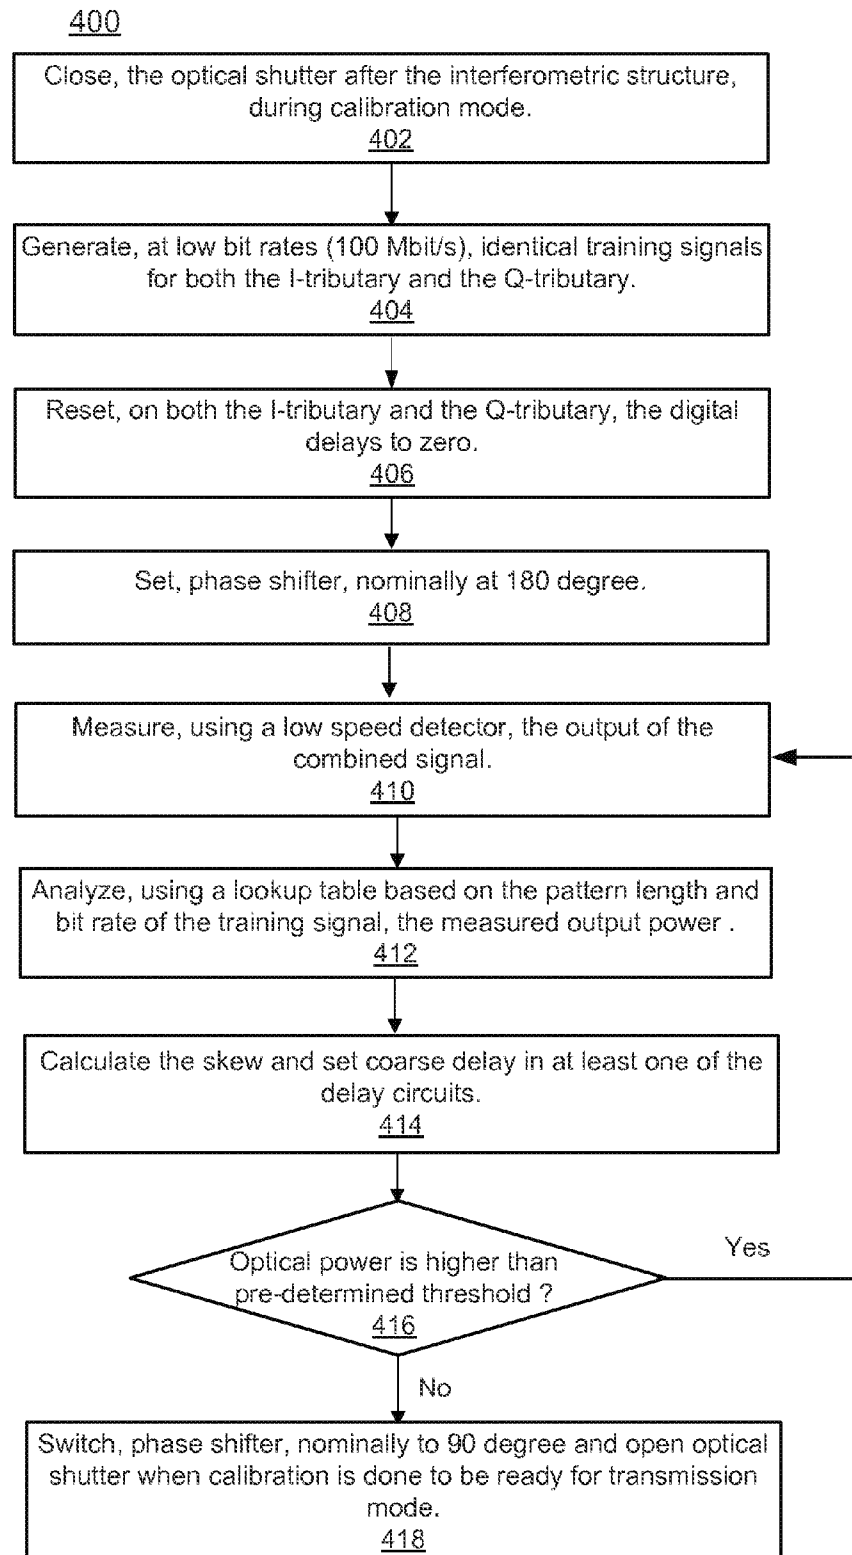 400
Close, the optical shutter after the interferometric structure,
during calibration mode.
402
Generate, at low bit rates (100 Mbit/s), identical training signals
for both the I-tributary and the Q-tributary.
404
Reset, on both the I-tributary and the Q-tributary, the digital
delays to zero.
406
Set, phase shifter, nominally at 180 degree.
408
Measure, using a low speed detector, the output of the
combined signal.
410
Analyze, using a lookup table based on the pattern length and
bit rate of the training signal, the measured output power .
412
Calculate the skew and set coarse delay in at least one of the
delay circuits.
414
Yes
Optical power is higher than
pre-determined threshold ?
416
No
Switch, phase shifter, nominally to 90 degree and open optical
shutter when calibration is done to be ready for transmission
mode.
418